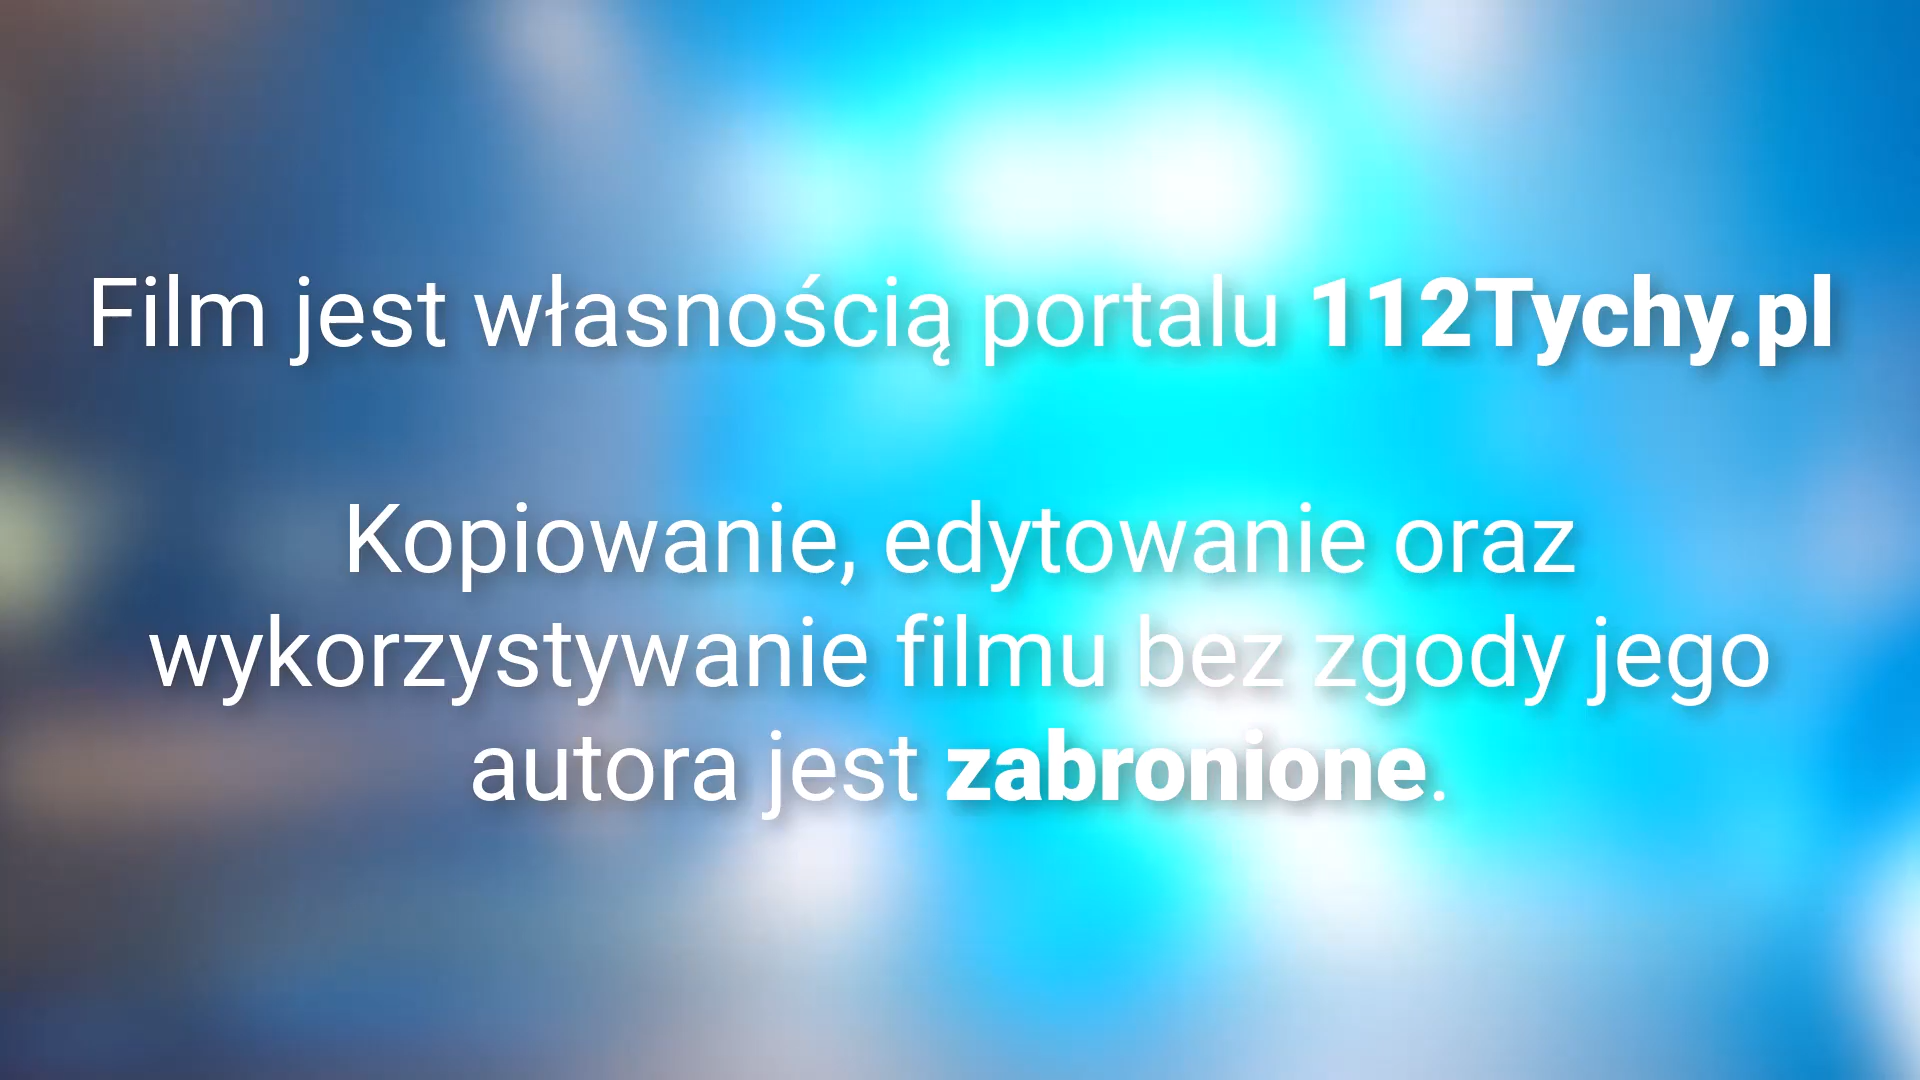 Film jest własnością portalu 112Tychy.pl
Kopiowanie, edytowanie oraz
wykorzystywanie filmu bez zgody jego
autora jest zabronione.